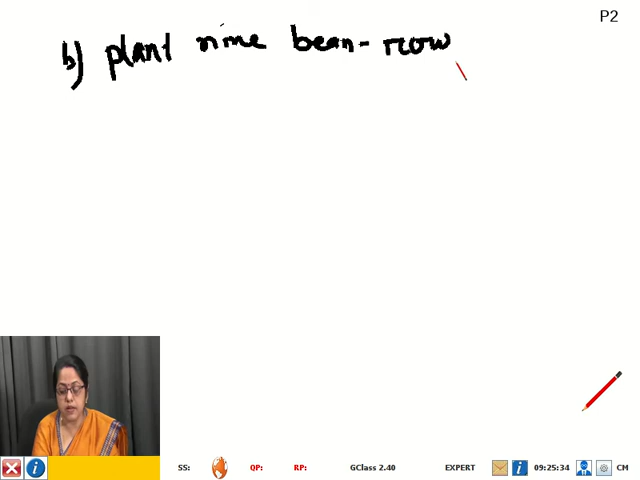 P2
b) plant nine bean-row
SS: QP: RP: GClass 2.40 EXPERT 09:25:34 CM